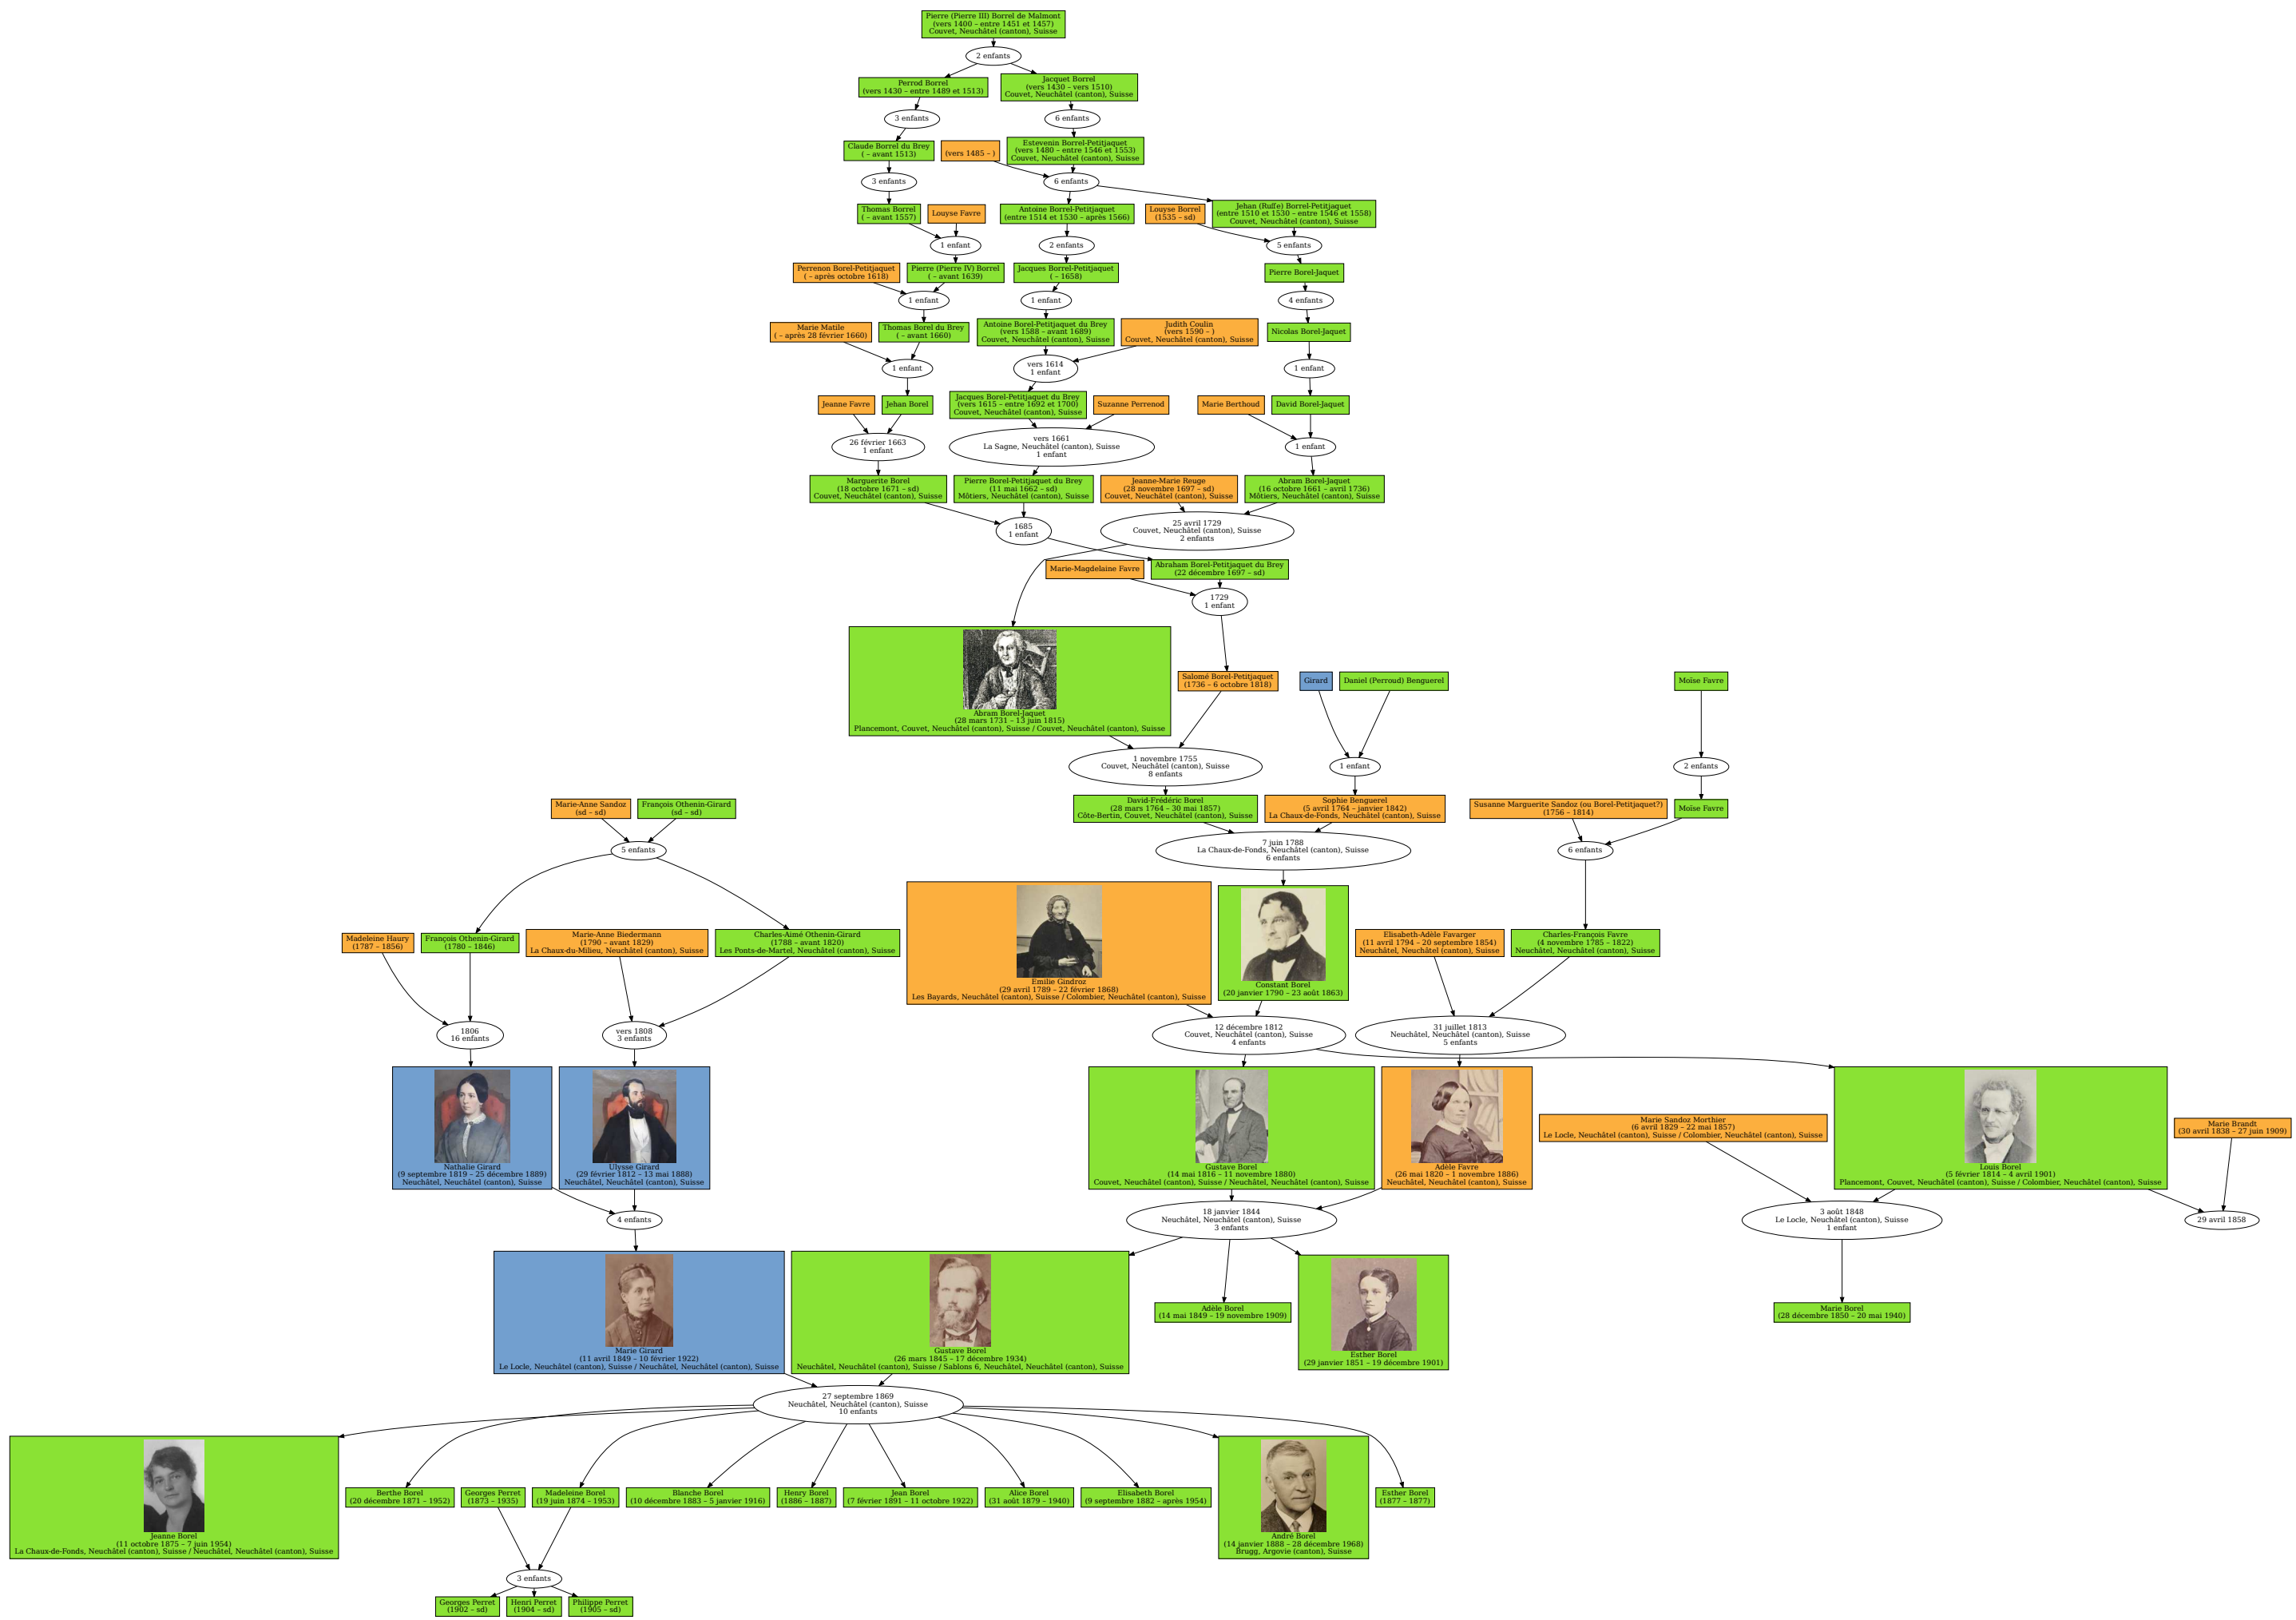 Pierre (Pierre III) Borrel de Malmont
(vers 1400 – entre 1451 et 1457)
Couvet, Neuchâtel (canton), Suisse
2 enfants
Perrod Borrel
(vers 1430 – entre 1489 et 1513)
Jacquet Borrel
(vers 1430 – vers 1510)
Couvet, Neuchâtel (canton), Suisse
3 enfants
6 enfants
Claude Borrel du Brey
( – avant 1513)
(vers 1485 – )
Estevenin Borrel-Petitjaquet
(vers 1480 – entre 1546 et 1553)
Couvet, Neuchâtel (canton), Suisse
3 enfants
6 enfants
Thomas Borrel
( – avant 1557)
Louyse Favre
Antoine Borrel-Petitjaquet
(entre 1514 et 1530 – après 1566)
Louyse Borrel
(1535 – sd)
Jehan (Ruffe) Borrel-Petitjaquet
(entre 1510 et 1530 – entre 1546 et 1558)
Couvet, Neuchâtel (canton), Suisse
1 enfant
2 enfants
5 enfants
Perrenon Borel-Petitjaquet
( – après octobre 1618)
Pierre (Pierre IV) Borrel
( – avant 1639)
Jacques Borrel-Petitjaquet
( – 1658)
Pierre Borel-Jaquet
1 enfant
1 enfant
4 enfants
Marie Matile
( – après 28 février 1660)
Thomas Borel du Brey
( – avant 1660)
Antoine Borel-Petitjaquet du Brey
(vers 1588 – avant 1689)
Couvet, Neuchâtel (canton), Suisse
Judith Coulin
(vers 1590 – )
Couvet, Neuchâtel (canton), Suisse
Nicolas Borel-Jaquet
1 enfant
vers 1614
1 enfant
1 enfant
Jeanne Favre
Jehan Borel
Jacques Borel-Petitjaquet du Brey
(vers 1615 – entre 1692 et 1700)
Couvet, Neuchâtel (canton), Suisse
Suzanne Perrenod
Marie Berthoud
David Borel-Jaquet
26 février 1663
1 enfant
vers 1661
La Sagne, Neuchâtel (canton), Suisse
1 enfant
1 enfant
Marguerite Borel
(18 octobre 1671 – sd)
Couvet, Neuchâtel (canton), Suisse
Pierre Borel-Petitjaquet du Brey
(11 mai 1662 – sd)
Môtiers, Neuchâtel (canton), Suisse
Jeanne-Marie Reuge
(28 novembre 1697 – sd)
Couvet, Neuchâtel (canton), Suisse
Abram Borel-Jaquet
(16 octobre 1661 – avril 1736)
Môtiers, Neuchâtel (canton), Suisse
1685
1 enfant
25 avril 1729
Couvet, Neuchâtel (canton), Suisse
2 enfants
Marie-Magdelaine Favre
Abraham Borel-Petitjaquet du Brey
(22 décembre 1697 – sd)
1729
1 enfant
Abram Borel-Jaquet
(28 mars 1731 – 13 juin 1815)
Plancemont, Couvet, Neuchâtel (canton), Suisse / Couvet, Neuchâtel (canton), Suisse
Salomé Borel-Petitjaquet
(1736 – 6 octobre 1818)
Girard
Daniel (Perroud) Benguerel
Moïse Favre
1 novembre 1755
Couvet, Neuchâtel (canton), Suisse
8 enfants
1 enfant
2 enfants
Marie-Anne Sandoz
(sd – sd)
François Othenin-Girard
(sd – sd)
David-Frédéric Borel
(28 mars 1764 – 30 mai 1857)
Côte-Bertin, Couvet, Neuchâtel (canton), Suisse
Sophie Benguerel
(5 avril 1764 – janvier 1842)
La Chaux-de-Fonds, Neuchâtel (canton), Suisse
Susanne Marguerite Sandoz (ou Borel-Petitjaquet?)
(1756 – 1814)
Moïse Favre
5 enfants
7 juin 1788
La Chaux-de-Fonds, Neuchâtel (canton), Suisse
6 enfants
6 enfants
Madeleine Haury
(1787 – 1856)
François Othenin-Girard
(1780 – 1846)
Marie-Anne Biedermann
(1790 – avant 1829)
La Chaux-du-Milieu, Neuchâtel (canton), Suisse
Charles-Aimé Othenin-Girard
(1788 – avant 1820)
Les Ponts-de-Martel, Neuchâtel (canton), Suisse
Emilie Gindroz
(29 avril 1789 – 22 février 1868)
Les Bayards, Neuchâtel (canton), Suisse / Colombier, Neuchâtel (canton), Suisse
Constant Borel
(20 janvier 1790 – 23 août 1863)
Elisabeth-Adèle Favarger
(11 avril 1794 – 20 septembre 1854)
Neuchâtel, Neuchâtel (canton), Suisse
Charles-François Favre
(4 novembre 1785 – 1822)
Neuchâtel, Neuchâtel (canton), Suisse
1806
16 enfants
vers 1808
3 enfants
12 décembre 1812
Couvet, Neuchâtel (canton), Suisse
4 enfants
31 juillet 1813
Neuchâtel, Neuchâtel (canton), Suisse
5 enfants
Nathalie Girard
(9 septembre 1819 – 25 décembre 1889)
Neuchâtel, Neuchâtel (canton), Suisse
Ulysse Girard
(29 février 1812 – 13 mai 1888)
Neuchâtel, Neuchâtel (canton), Suisse
Gustave Borel
(14 mai 1816 – 11 novembre 1880)
Couvet, Neuchâtel (canton), Suisse / Neuchâtel, Neuchâtel (canton), Suisse
Adèle Favre
(26 mai 1820 – 1 novembre 1886)
Neuchâtel, Neuchâtel (canton), Suisse
Marie Sandoz Morthier
(6 avril 1829 – 22 mai 1857)
Le Locle, Neuchâtel (canton), Suisse / Colombier, Neuchâtel (canton), Suisse
Louis Borel
(5 février 1814 – 4 avril 1901)
Plancemont, Couvet, Neuchâtel (canton), Suisse / Colombier, Neuchâtel (canton), Suisse
Marie Brandt
(30 avril 1838 – 27 juin 1909)
4 enfants
18 janvier 1844
Neuchâtel, Neuchâtel (canton), Suisse
3 enfants
3 août 1848
Le Locle, Neuchâtel (canton), Suisse
1 enfant
29 avril 1858
Marie Girard
(11 avril 1849 – 10 février 1922)
Le Locle, Neuchâtel (canton), Suisse / Neuchâtel, Neuchâtel (canton), Suisse
Gustave Borel
(26 mars 1845 – 17 décembre 1934)
Neuchâtel, Neuchâtel (canton), Suisse / Sablons 6, Neuchâtel, Neuchâtel (canton), Suisse
Adèle Borel
(14 mai 1849 – 19 novembre 1909)
Esther Borel
(29 janvier 1851 – 19 décembre 1901)
Marie Borel
(28 décembre 1850 – 20 mai 1940)
27 septembre 1869
Neuchâtel, Neuchâtel (canton), Suisse
10 enfants
Jeanne Borel
(11 octobre 1875 – 7 juin 1954)
La Chaux-de-Fonds, Neuchâtel (canton), Suisse / Neuchâtel, Neuchâtel (canton), Suisse
Berthe Borel
(20 décembre 1871 – 1952)
Georges Perret
(1873 – 1935)
Madeleine Borel
(19 juin 1874 – 1953)
Blanche Borel
(10 décembre 1883 – 5 janvier 1916)
Henry Borel
(1886 – 1887)
Jean Borel
(7 février 1891 – 11 octobre 1922)
Alice Borel
(31 août 1879 – 1940)
Elisabeth Borel
(9 septembre 1882 – après 1954)
André Borel
(14 janvier 1888 – 28 décembre 1968)
Brugg, Argovie (canton), Suisse
Esther Borel
(1877 – 1877)
3 enfants
Georges Perret
(1902 – sd)
Henri Perret
(1904 – sd)
Philippe Perret
(1905 – sd)